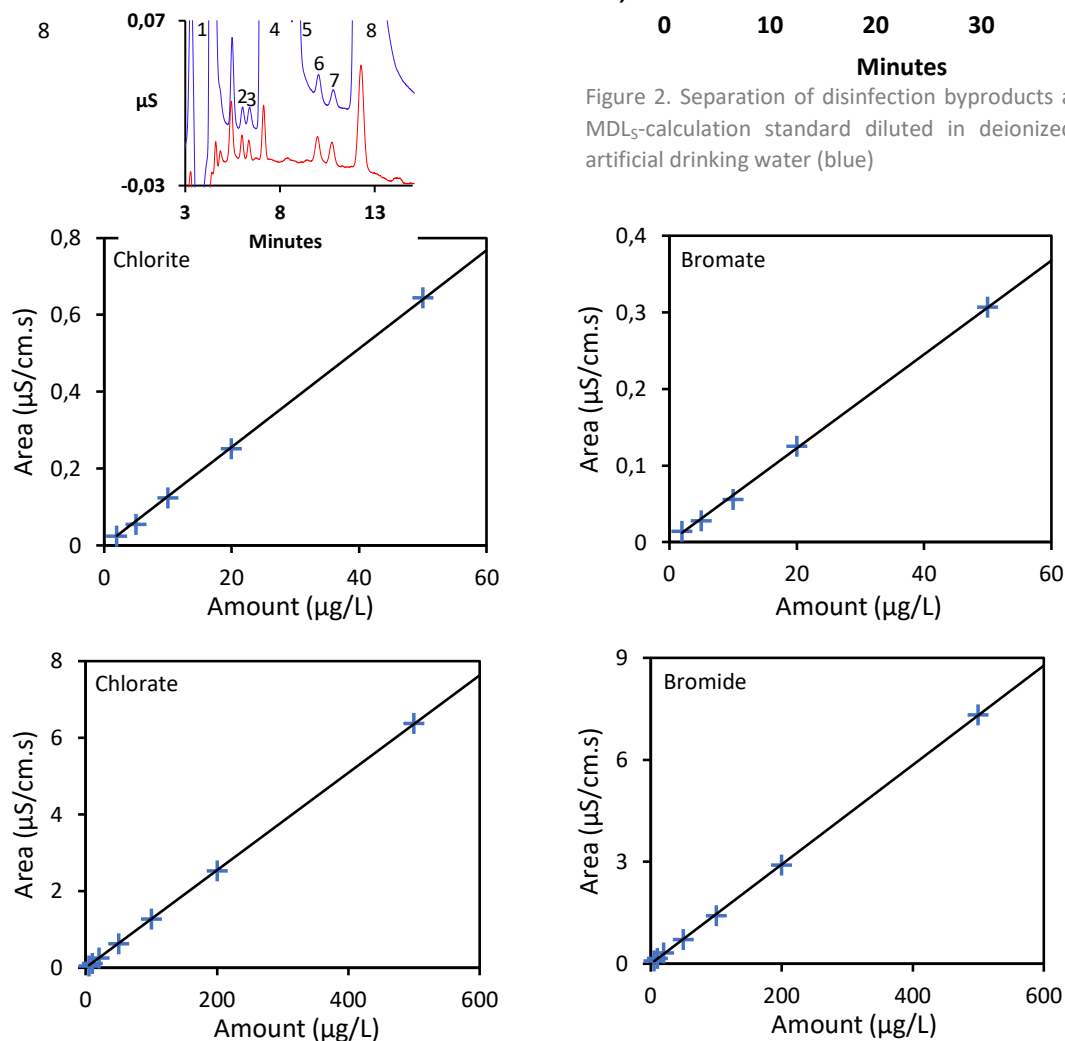 8
0,07
µS
-0,03
1
2
3
4
5
6
7
8
3
8
13
Minutes
0
10
20
30
Minutes
Figure 2. Separation of disinfection byproducts
MDLS-calculation standard diluted in deionized
artificial drinking water (blue)
Chlorite
Area (µS/cm.s)
0,8
0,6
0,4
0,2
0
0
20
40
60
Amount (µg/L)
Bromate
Area (µS/cm.s)
0,4
0,3
0,2
0,1
0
0
20
40
60
Amount (µg/L)
Chlorate
Area (µS/cm.s)
8
6
4
2
0
0
200
400
600
Amount (µg/L)
Bromide
Area (µS/cm.s)
9
6
3
0
0
200
400
600
Amount (µg/L)